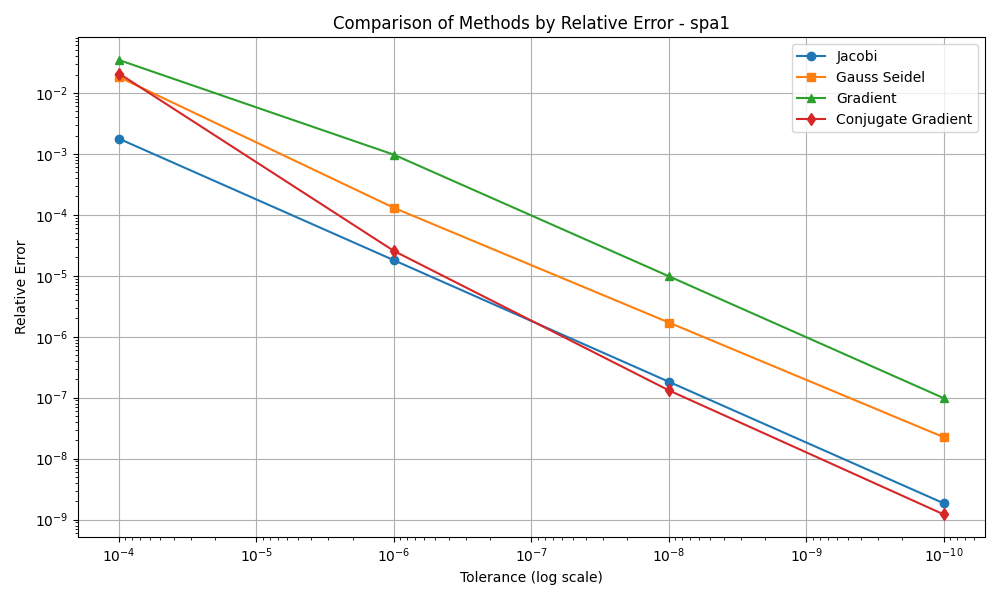 Comparison of Methods by Relative Error - spa1
Jacobi
Gauss Seidel
Gradient
Conjugate Gradient
Relative Error
10⁻²
10⁻³
10⁻⁴
10⁻⁵
10⁻⁶
10⁻⁷
10⁻⁸
10⁻⁹
10⁻⁴ 10⁻⁵ 10⁻⁶ 10⁻⁷ 10⁻⁸ 10⁻⁹ 10⁻¹⁰
Tolerance (log scale)